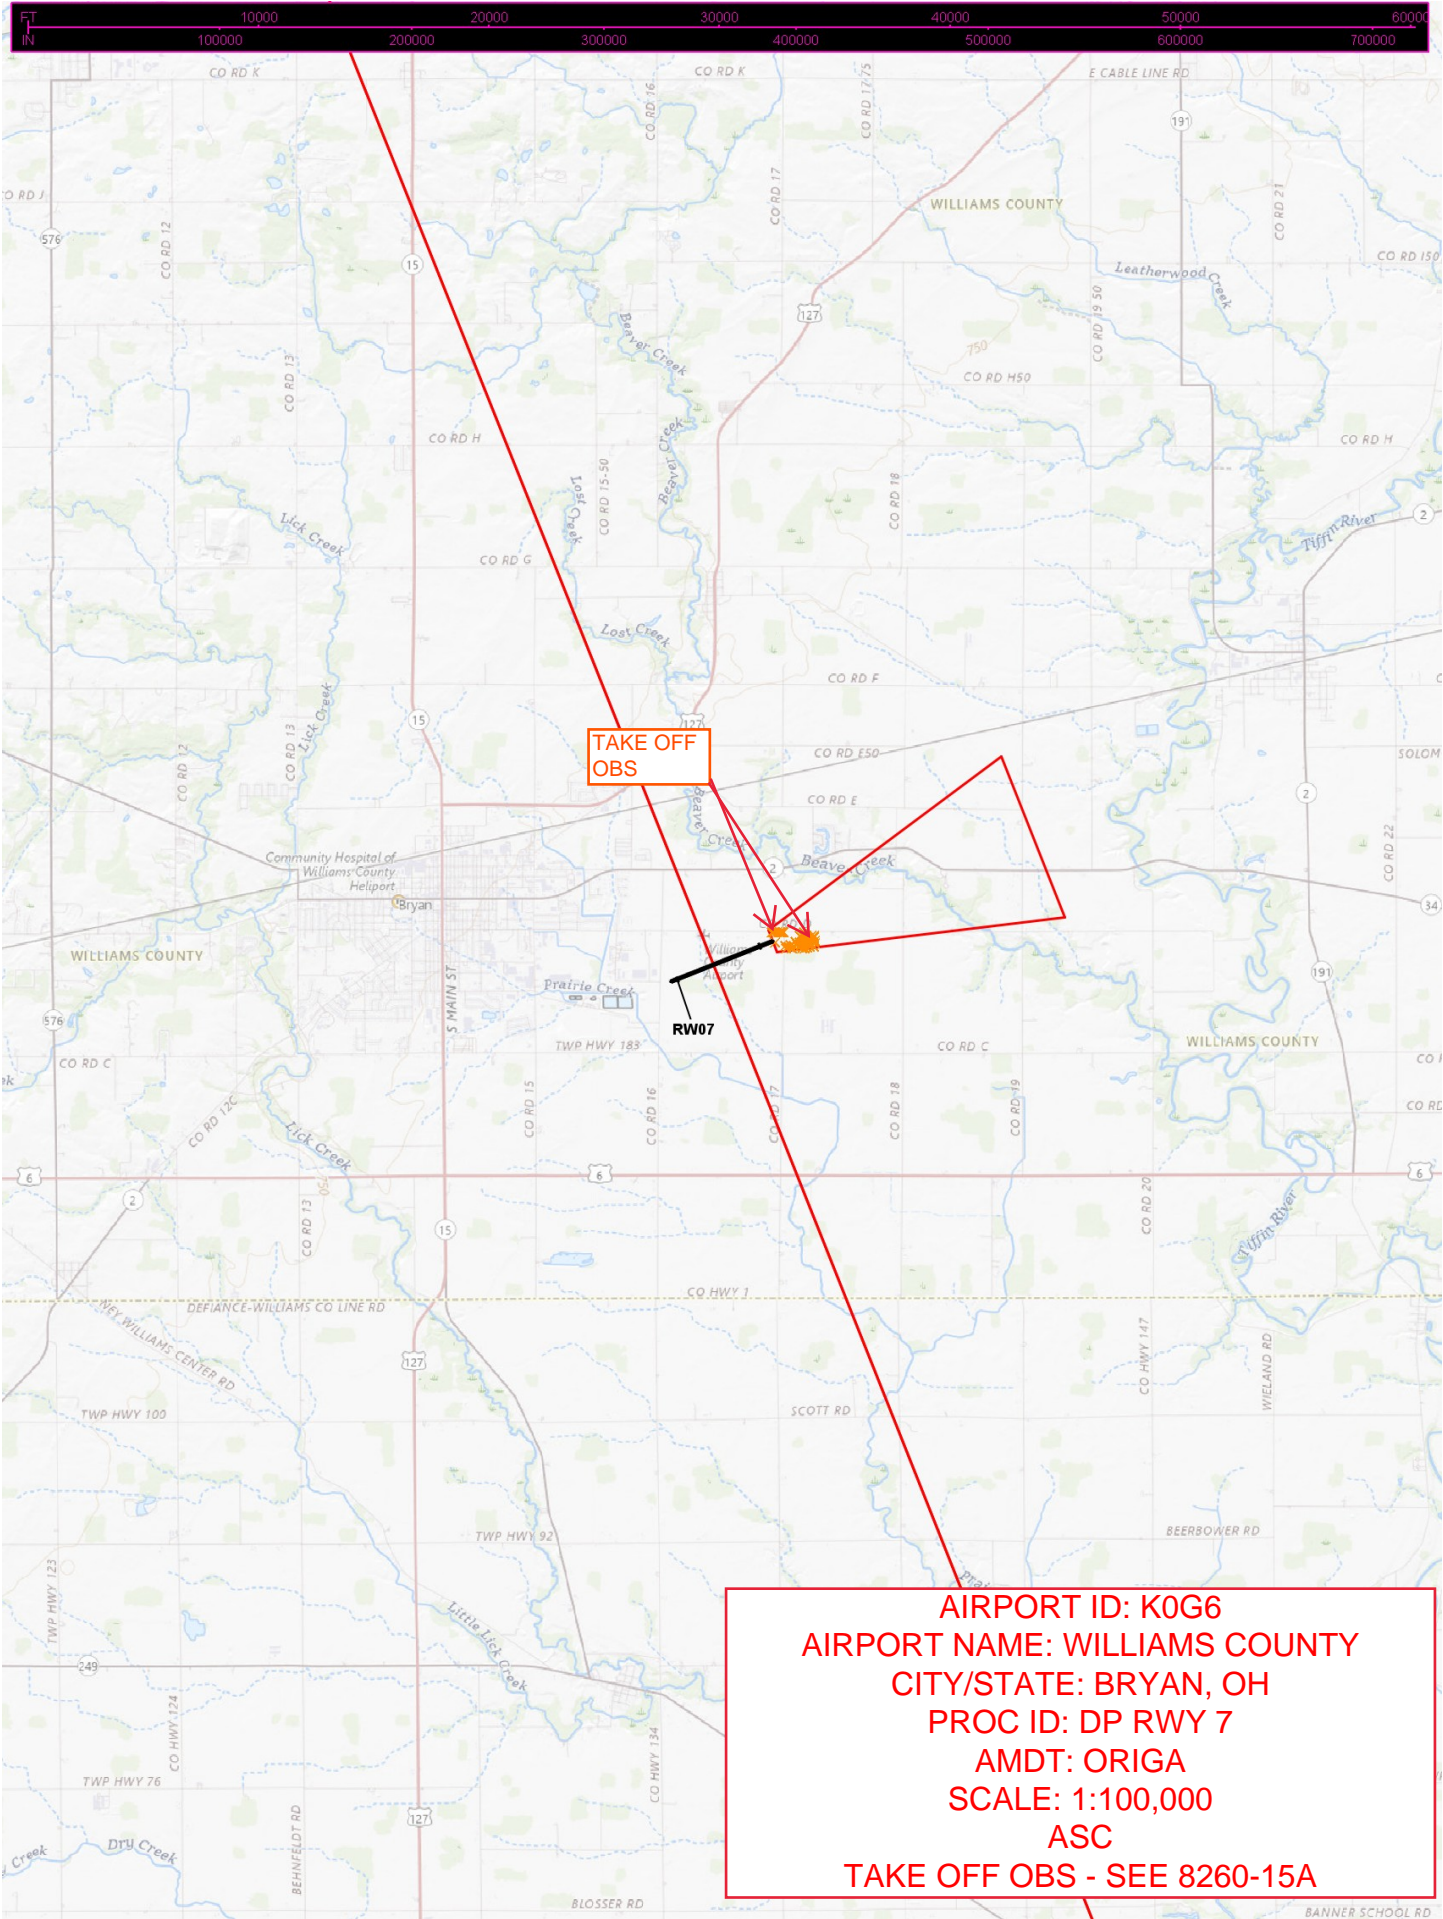 FT 10000 20000 30000 40000 50000 60000
IN 100000 200000 300000 400000 500000 600000 700000
CO RD K
CO RD K
E CABLE LINE RD
CO RD 16
CO RD 17 75
191
CO RD 17
CO RD J
WILLIAMS COUNTY
CO RD 21
576
CO RD 12
15
CO RD I50
Leatherwood Creek
CO RD 19 50
127
Beaver Creek
750
CO RD 13
CO RD H50
CO RD H
CO RD H
Beaver Creek
Lost Creek
CO RD 15-50
CO RD 18
Lick Creek
2
Tiffin River
CO RD G
Lost Creek
CO RD F
Lick Creek
15
127
CO RD 13
CO RD 12
TAKE OFF
OBS
CO RD E50
SOLOM
CO RD E
2
Beaver Creek
CO RD 22
Community Hospital of
Williams County
Heliport
2
Beaver Creek
Bryan
34
WILLIAMS COUNTY
Williams
County
Airport
S MAIN ST
191
Prairie Creek
576
RW07
TWP HWY 183
CO RD C
WILLIAMS COUNTY
CO RD C
CO RD 12C
CO RD 15
CO RD 16
CO RD 17
CO RD 18
CO RD 19
CO RD
Lick Creek
6
6
6
750
2
CO RD 13
15
CO RD 20
Tiffin River
CO HWY 1
DEFIANCE-WILLIAMS CO LINE RD
NEY WILLIAMS CENTER RD
127
CO HWY 147
WIELAND RD
TWP HWY 100
SCOTT RD
TWP HWY 92
BEERBOWER RD
TWP HWY 123
Little Lick Creek
249
CO HWY 124
CO HWY 134
TWP HWY 76
127
BEHNFELDT RD
Creek
Dry Creek
BLOSSER RD
BANNER SCHOOL RD
AIRPORT ID: K0G6
AIRPORT NAME: WILLIAMS COUNTY
CITY/STATE: BRYAN, OH
PROC ID: DP RWY 7
AMDT: ORIGA
SCALE: 1:100,000
ASC
TAKE OFF OBS - SEE 8260-15A